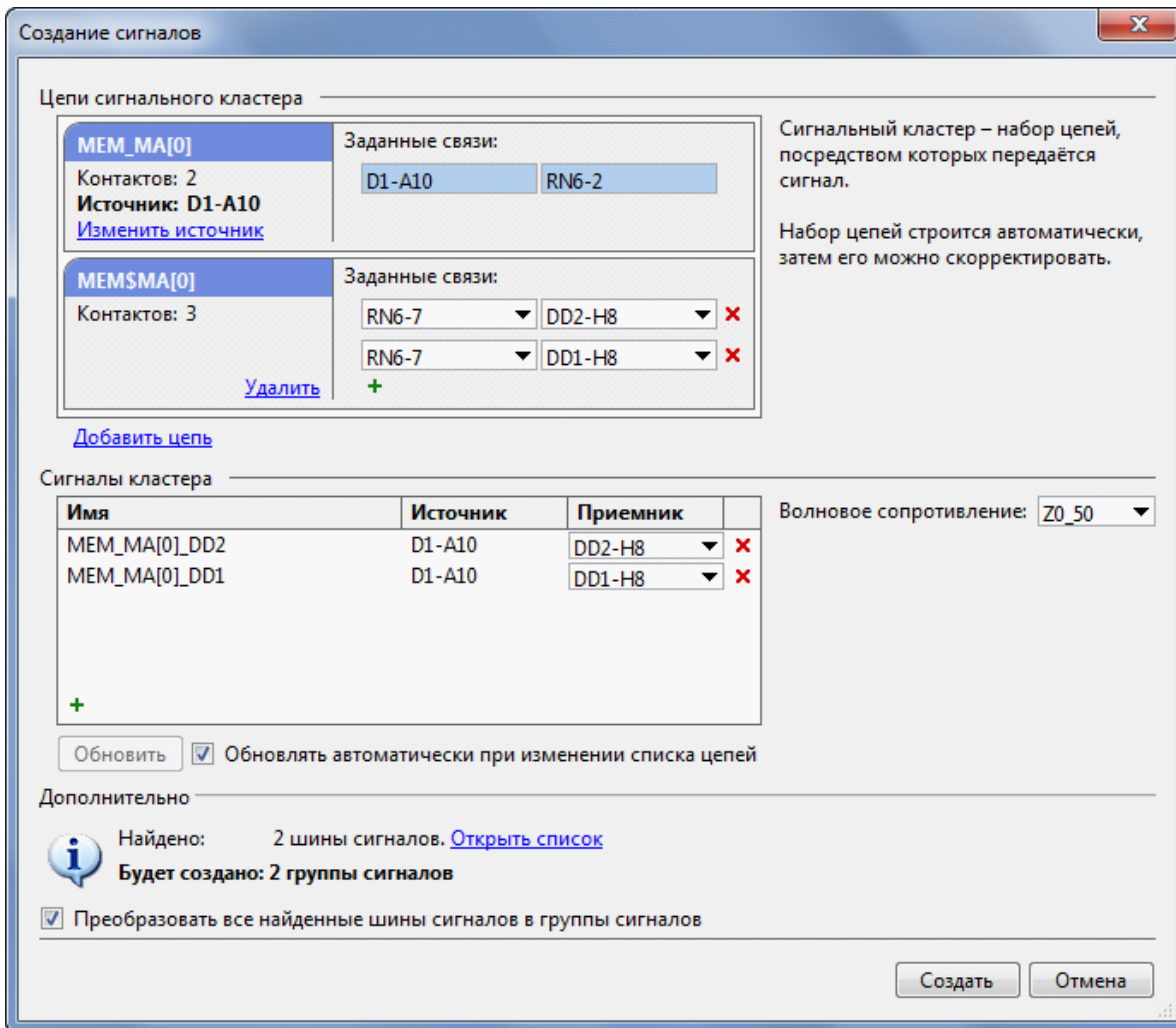 Создание сигналов
Цепи сигнального кластера
MEM_MA[0]
Контактов: 2
Источник: D1-A10
Изменить источник
Заданные связи:
D1-A10 RN6-2
MEM$MA[0]
Контактов: 3
Удалить
Заданные связи:
RN6-7 DD2-H8
RN6-7 DD1-H8
Добавить цепь
Сигнальный кластер – набор цепей,
посредством которых передаётся
сигнал.
Набор цепей строится автоматически,
затем его можно скорректировать.
Сигналы кластера
Имя Источник Приемник
MEM_MA[0]_DD2 D1-A10 DD2-H8
MEM_MA[0]_DD1 D1-A10 DD1-H8
Волновое сопротивление: Z0_50
Обновить Обновлять автоматически при изменении списка цепей
Дополнительно
Найдено: 2 шины сигналов. Открыть список
Будет создано: 2 группы сигналов
Преобразовать все найденные шины сигналов в группы сигналов
Создать Отмена